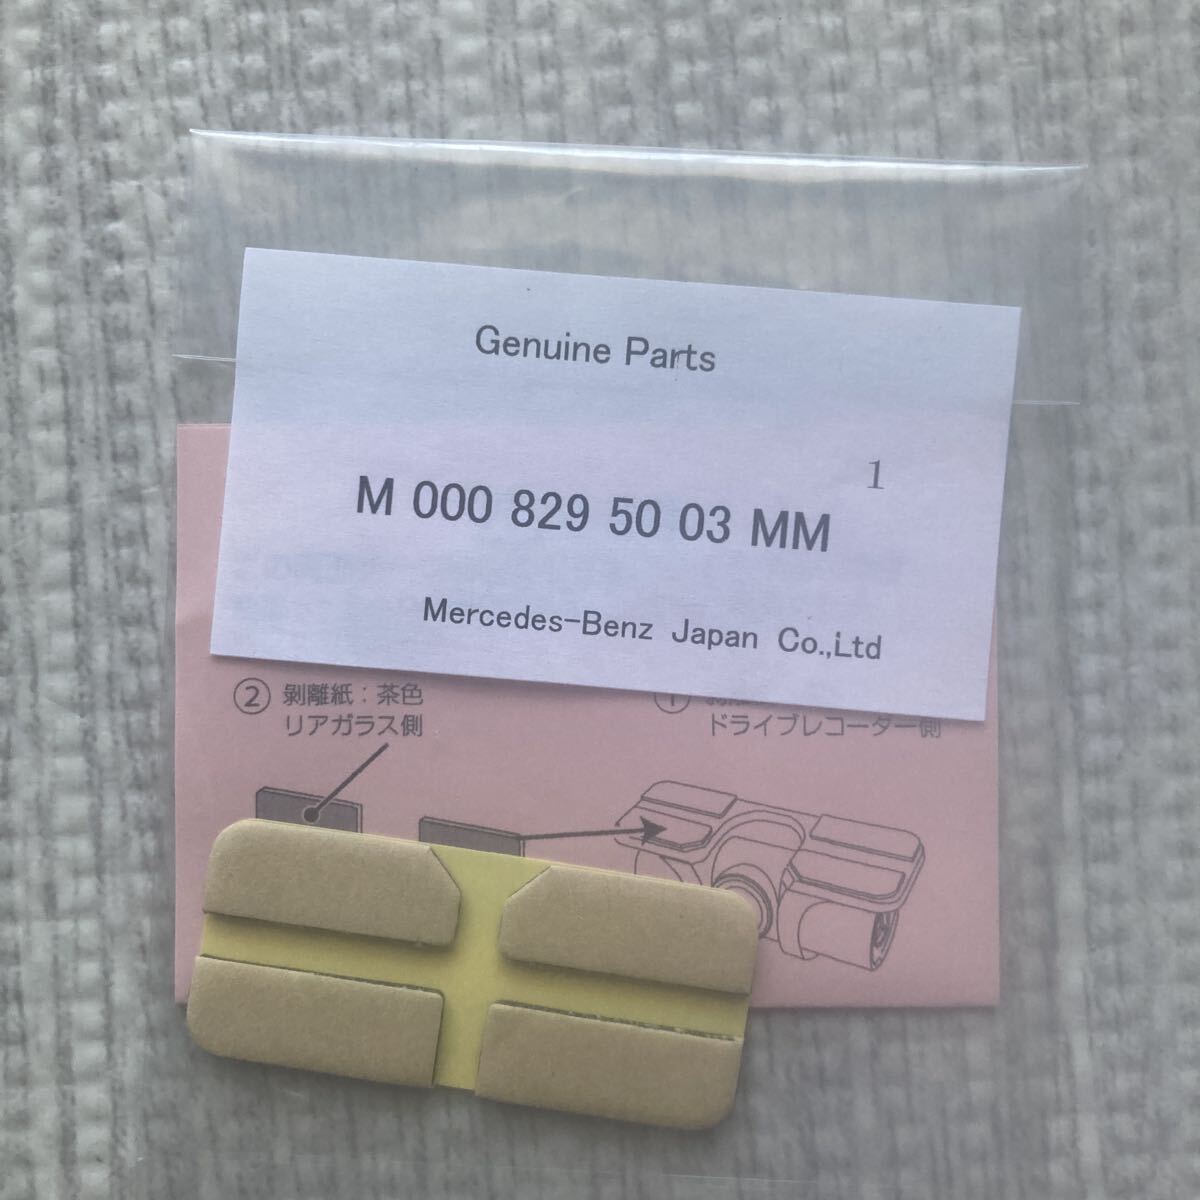 Genuine Parts
1
M 000 829 50 03 MM
Mercedes-Benz Japan Co.,Ltd
② 剥離紙：茶色
リアガラス側
①
ドライブレコーダー側